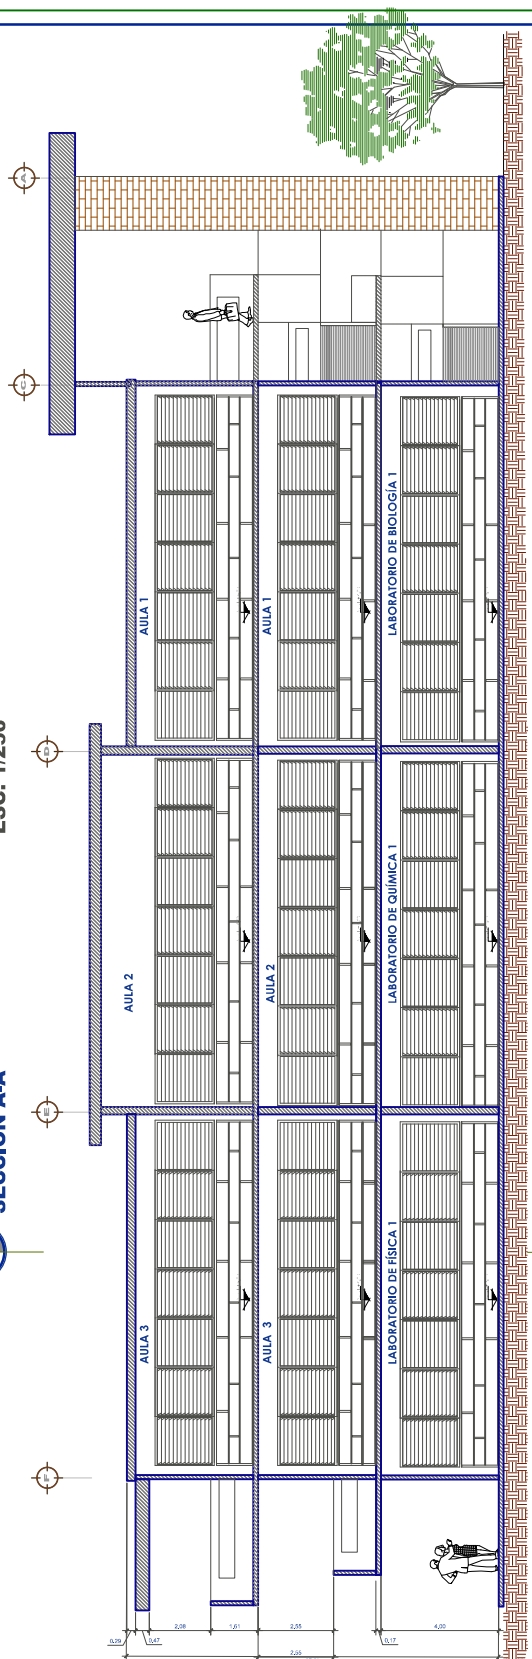 SECCIÓN A-A
ESC. 1/250
F
E
D
C
A
AULA 3
AULA 2
AULA 1
AULA 3
AULA 2
AULA 1
LABORATORIO DE FÍSICA 1
LABORATORIO DE QUÍMICA 1
LABORATORIO DE BIOLOGÍA 1
0,29
0,47
2,08
1,61
2,55
0,17
4,00
2,55